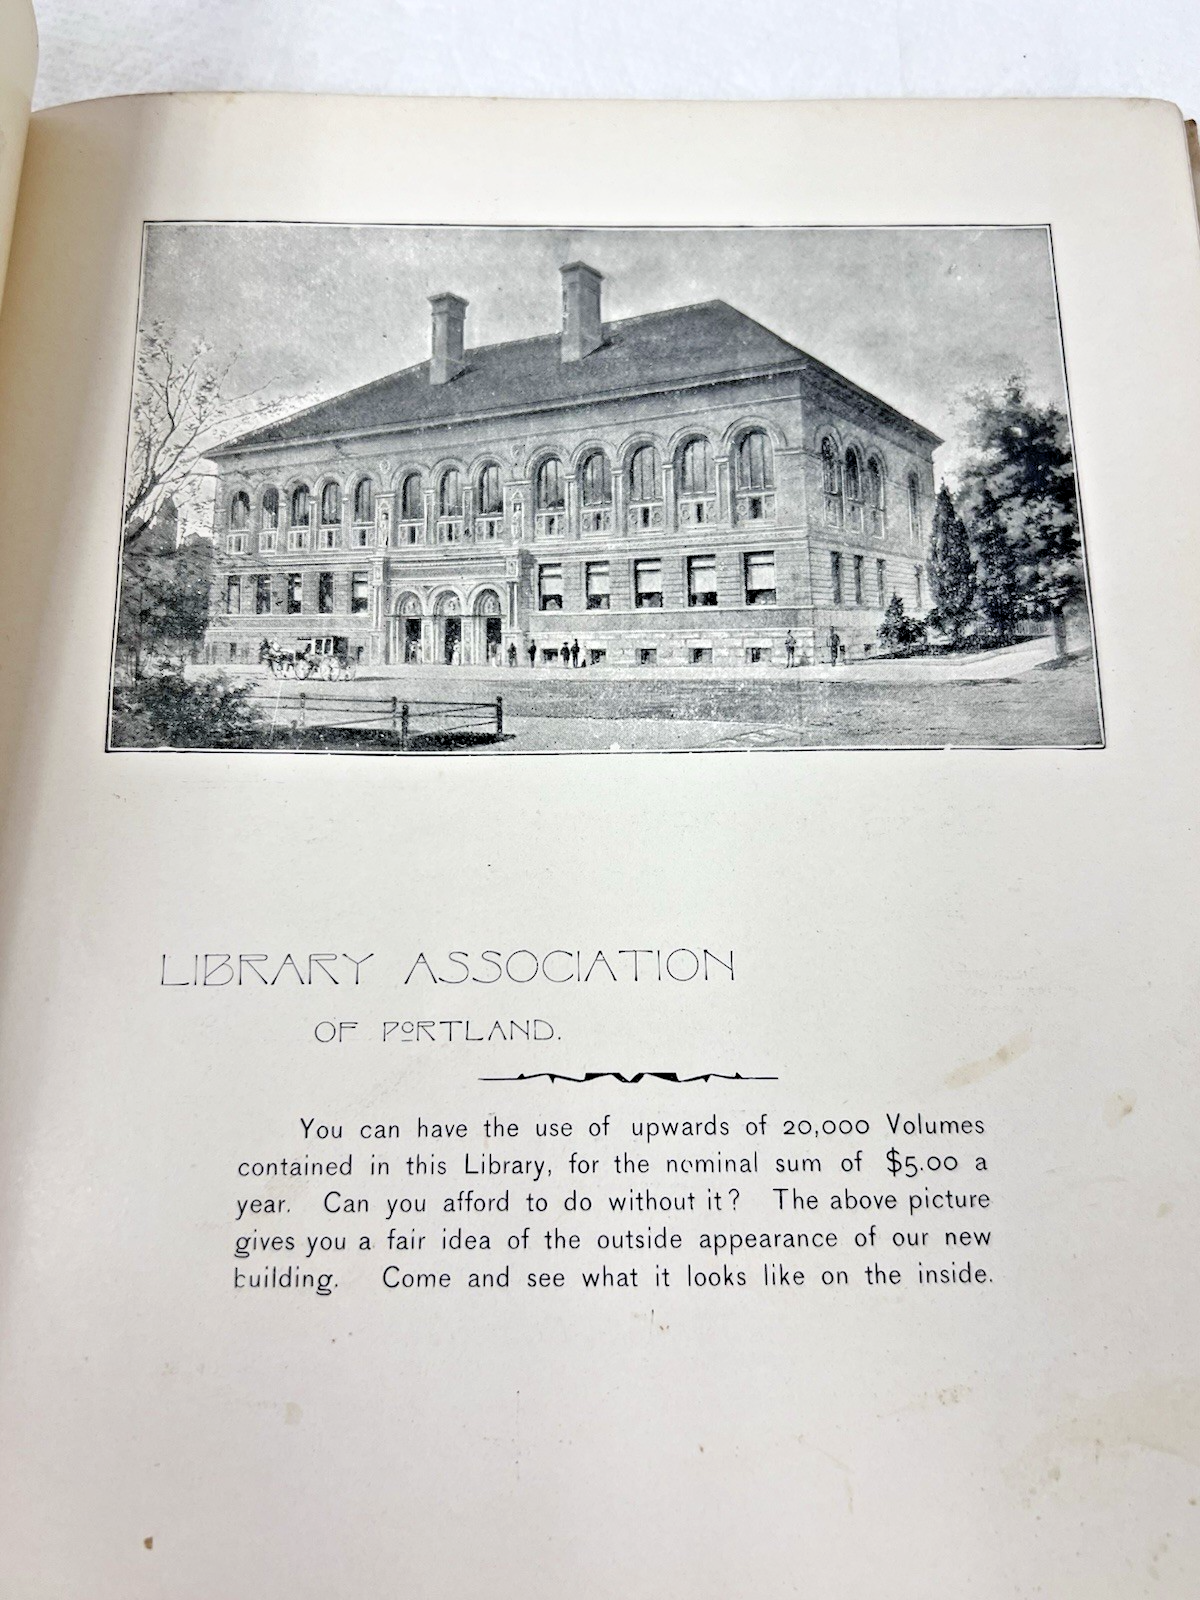 LIBRARY ASSOCIATION
OF PORTLAND.
You can have the use of upwards of 20,000 Volumes
contained in this Library, for the nominal sum of $5.00 a
year. Can you afford to do without it? The above picture
gives you a fair idea of the outside appearance of our new
building. Come and see what it looks like on the inside.